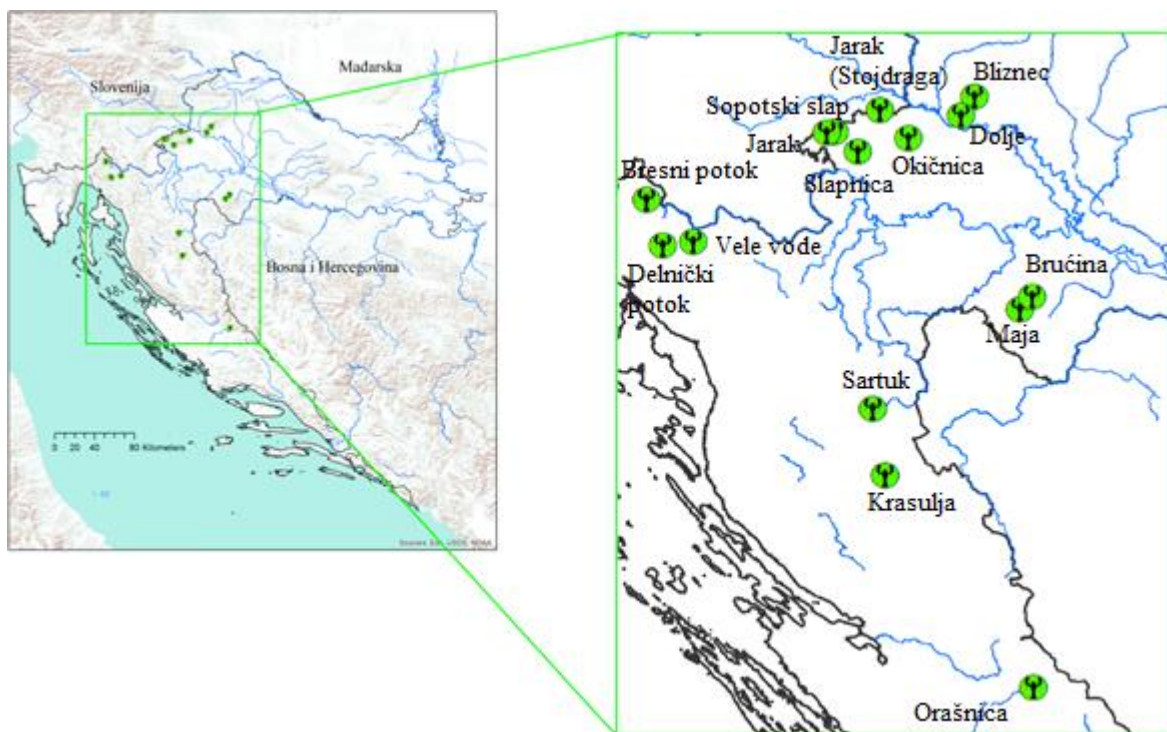 Slovenija
Mađarska
Bosna i Hercegovina
0 20 40 80 Kilometers
Jarak
(Stojdraga)
Bliznec
Sopotski slap
Jarak
Dolje
Okičnica
Slapnica
Bresni potok
Vele vode
Delnički
potok
Brućina
Maja
Sartuk
Krasulja
Orašnica